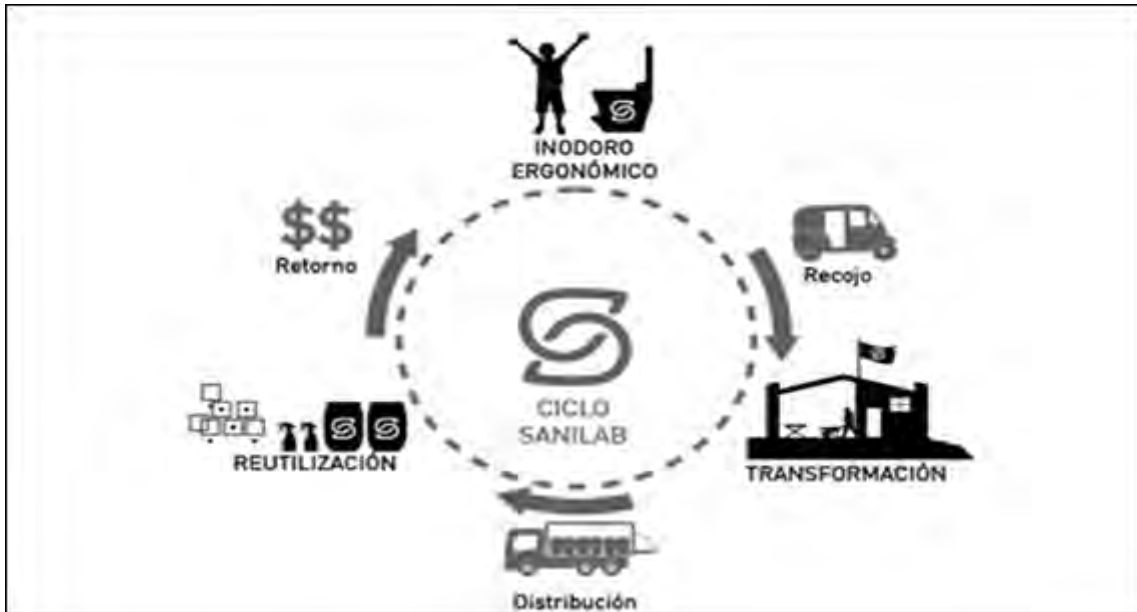 INODORO
ERGONÓMICO
$$
Retorno
Recojo
CICLO
SANILAB
REUTILIZACIÓN
TRANSFORMACIÓN
Distribución